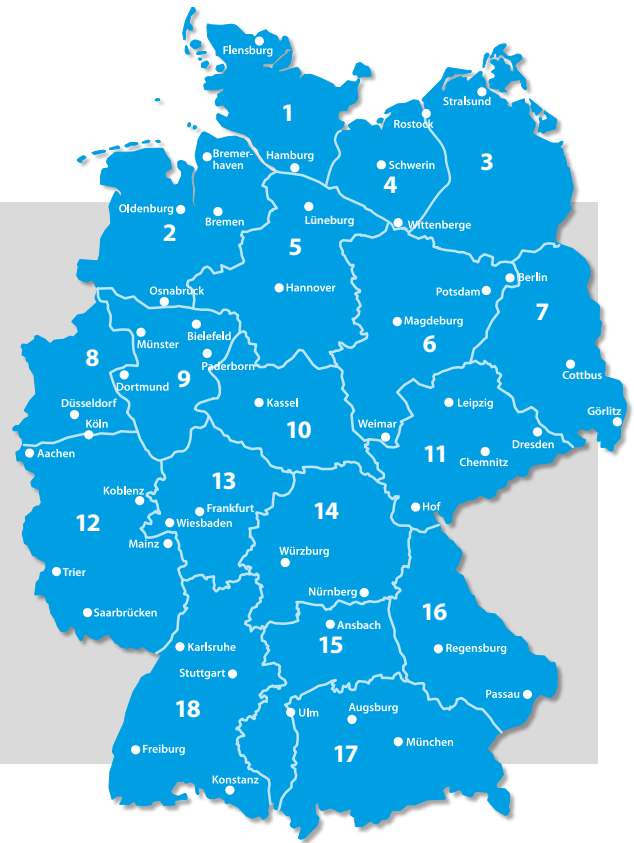 Flensburg
1
Stralsund
Rostock
Bremer-
haven
Hamburg
Schwerin
4
3
Oldenburg
Bremen
2
Lüneburg
Wittenberge
5
Osnabrück
Hannover
Potsdam
Berlin
7
Münster
Bielefeld
Magdeburg
6
8
Paderborn
9
Dortmund
Cottbus
Düsseldorf
Köln
Kassel
10
Leipzig
Görlitz
Weimar
Dresden
11
Chemnitz
Aachen
13
Koblenz
Frankfurt
Wiesbaden
12
14
Hof
Mainz
Würzburg
Trier
Nürnberg
Saarbrücken
16
Ansbach
15
Karlsruhe
Regensburg
Stuttgart
Passau
18
Ulm
Augsburg
München
Freiburg
17
Konstanz